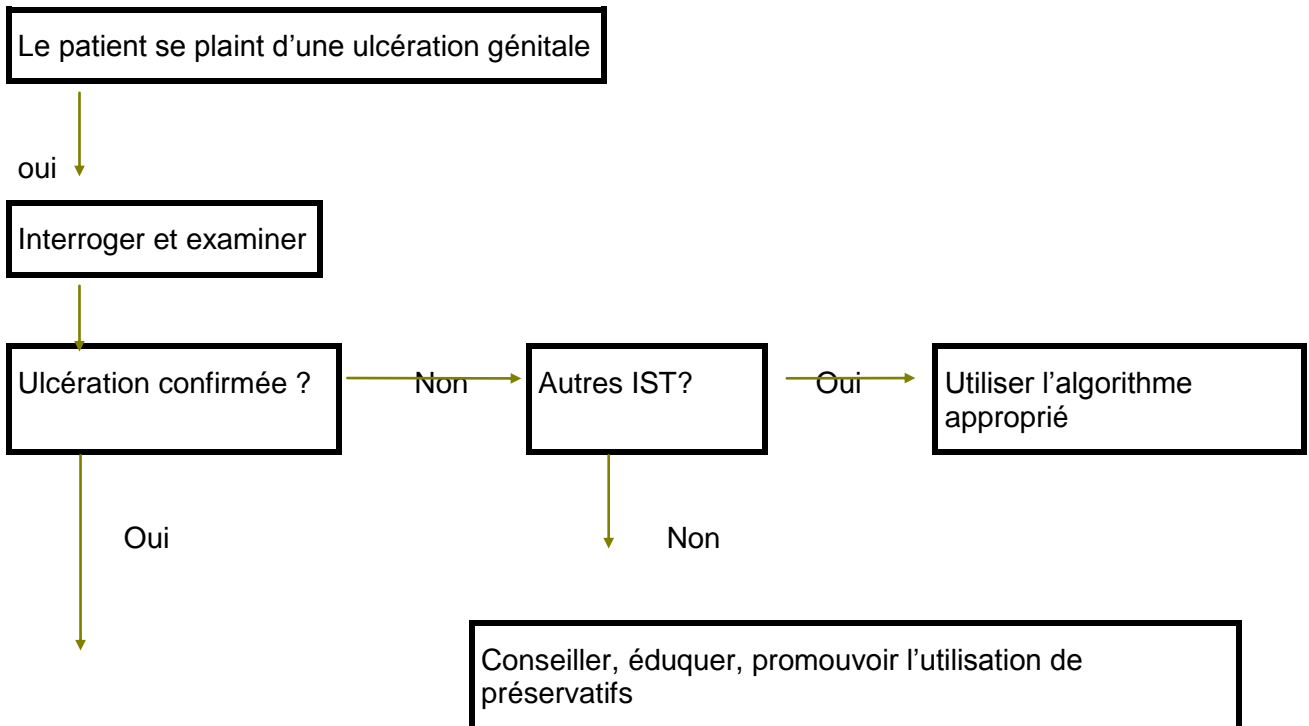 Le patient se plaint d’une ulcération génitale
oui
Interroger et examiner
Ulcération confirmée ?
Non
Autres IST?
Oui
Utiliser l’algorithme
approprié
Oui
Non
Conseiller, éduquer, promouvoir l’utilisation de
préservatifs